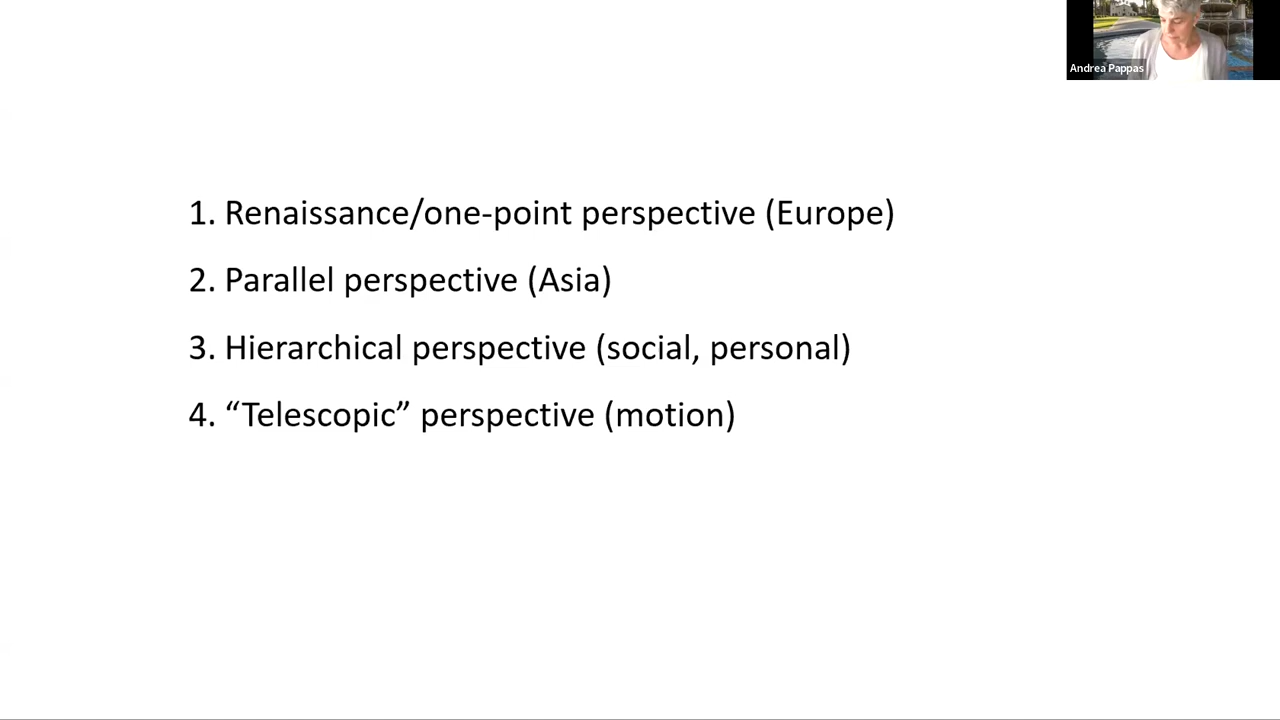 Andrea Pappas
1. Renaissance/one-point perspective (Europe)
2. Parallel perspective (Asia)
3. Hierarchical perspective (social, personal)
4. “Telescopic” perspective (motion)